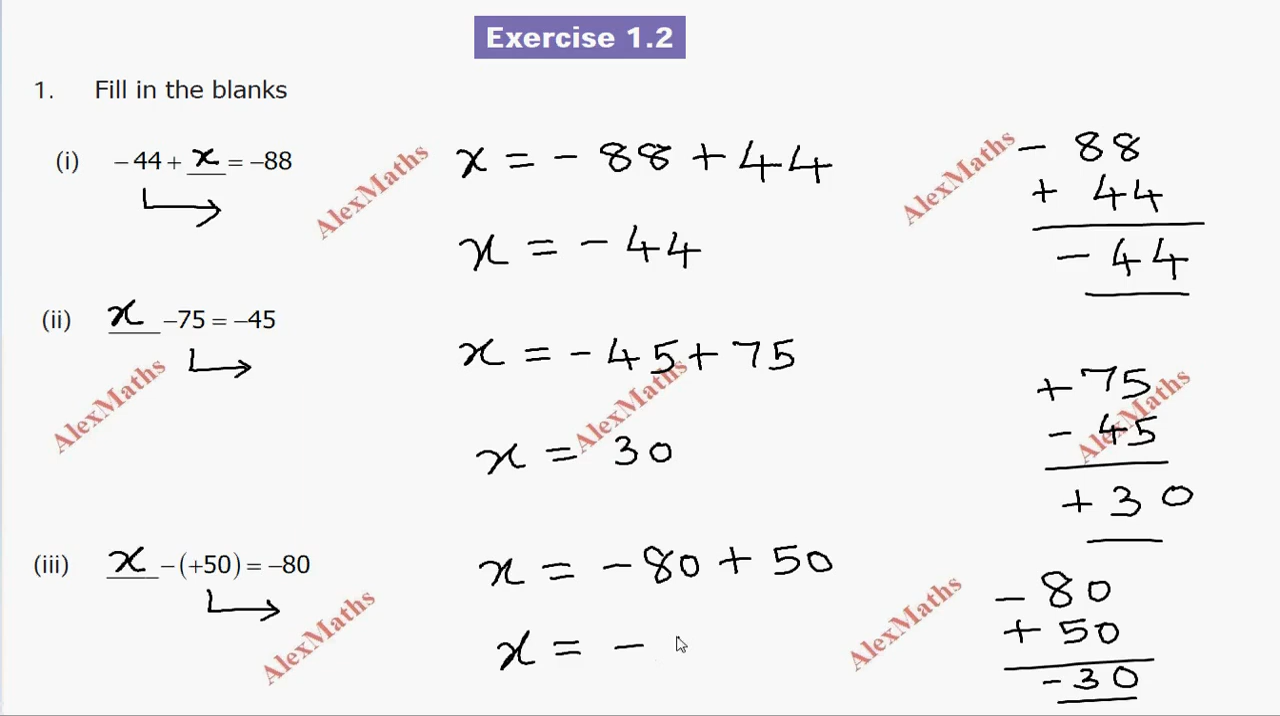 Exercise 1.2
1. Fill in the blanks
(i) -44 + x = -88
x = - 88 + 44
- 88
+ 44
- 44
x = - 44
(ii) x -75 = -45
x = - 45 + 75
+ 75
- 45
+ 30
x = 30
(iii) x -(+50) = -80
x = - 80 + 50
- 80
+ 50
- 30
x = -
AlexMaths
AlexMaths
AlexMaths
AlexMaths
AlexMaths
AlexMaths
AlexMaths